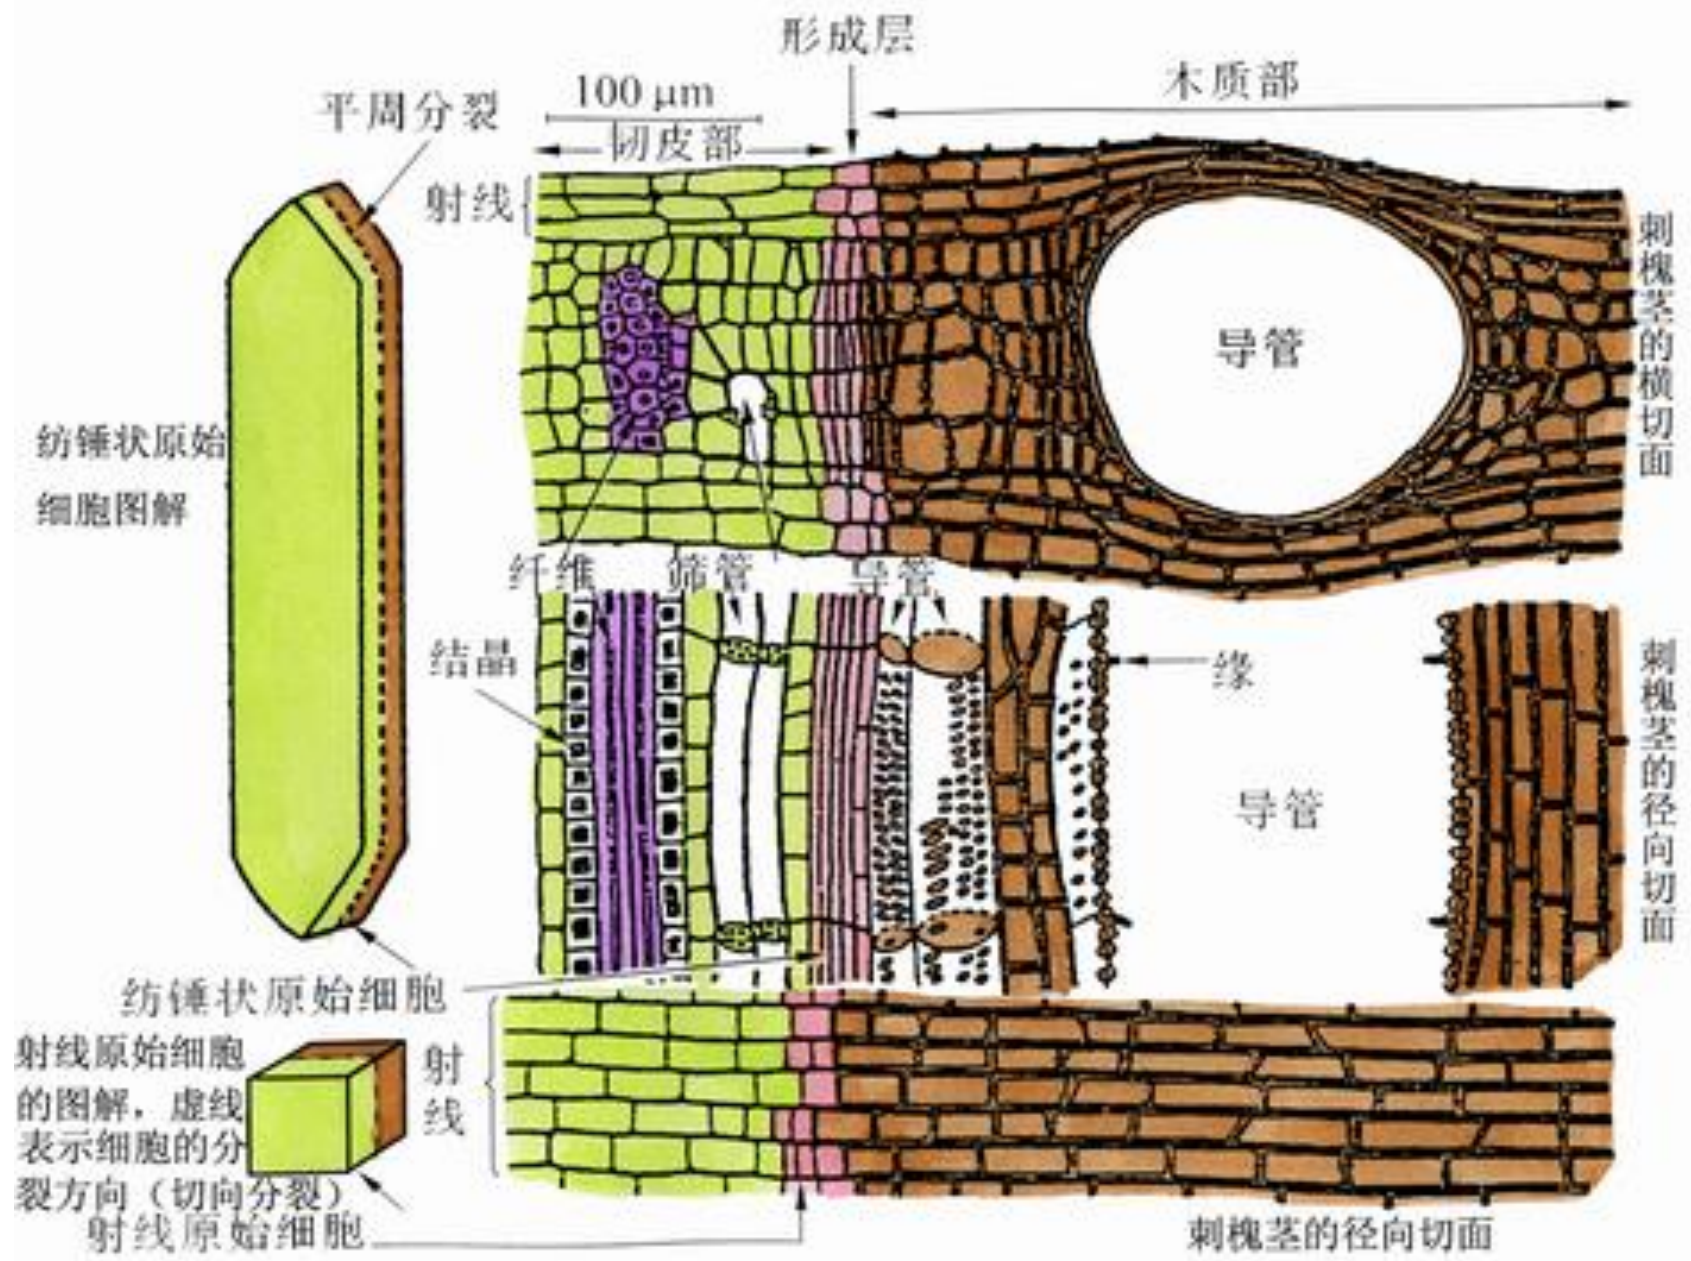 形成层
木质部
100 μm
平周分裂
韧皮部
射线
刺槐茎的横切面
导管
纺锤状原始
细胞图解
纤维
筛管
导管
结晶
缘
刺槐茎的径向切面
导管
纺锤状原始细胞
射线原始细胞
的图解，虚线
表示细胞的分
裂方向（切向分裂）
射线
射线原始细胞
刺槐茎的径向切面